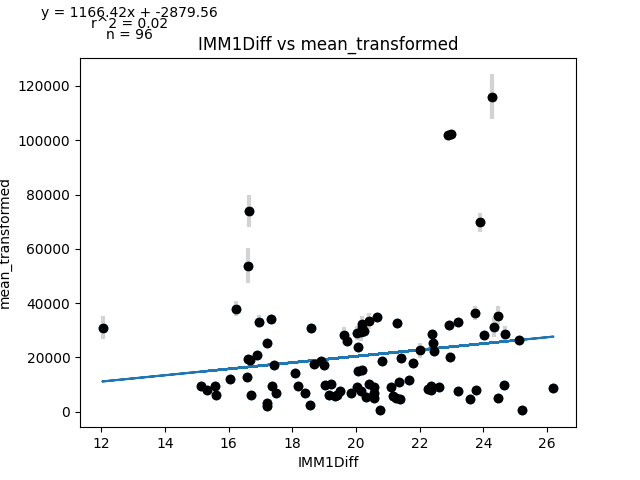 y = 1166.42x + -2879.56
r^2 = 0.02
n = 96
IMM1Diff vs mean_transformed
120000
100000
80000
60000
40000
20000
0
mean_transformed
12 14 16 18 20 22 24 26
IMM1Diff